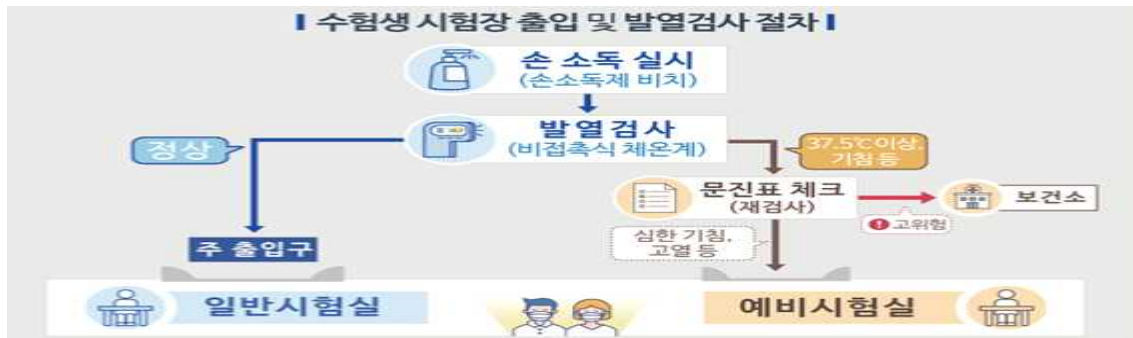 수험생 시험장 출입 및 발열검사 절차
손 소독 실시
(손소독제 비치)
발열검사
(비접촉식 체온계)
정상
37.5℃ 이상,
기침 등
문진표 체크
(재검사)
보건소
! 고위험
심한 기침,
고열 등
주 출입구
일반시험실
예비시험실